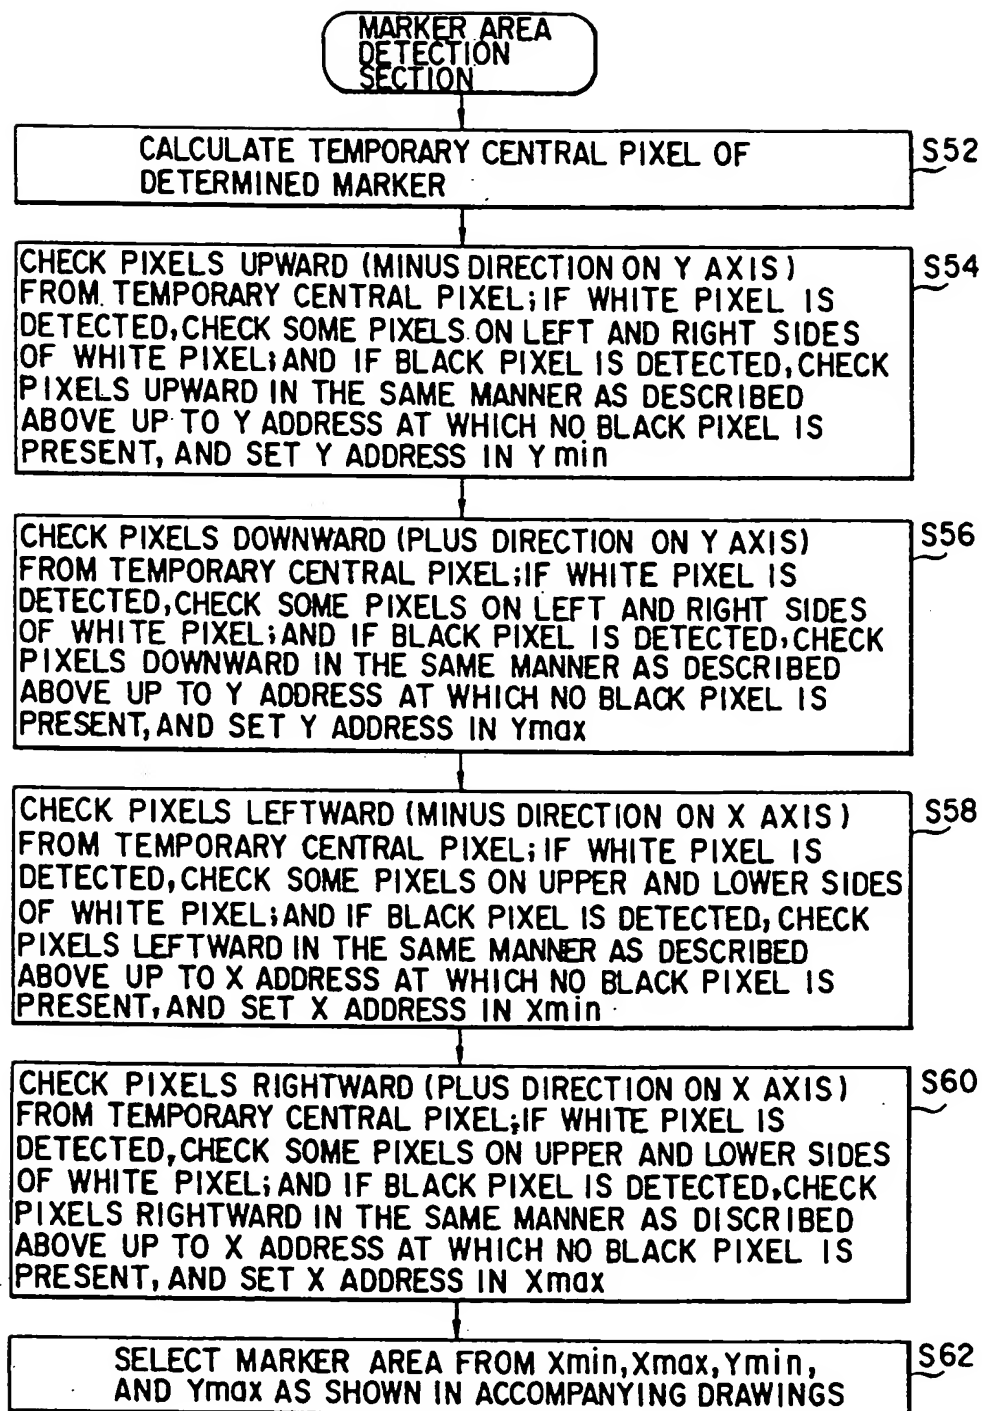 MARKER AREA
DETECTION
SECTION
CALCULATE TEMPORARY CENTRAL PIXEL OF
DETERMINED MARKER
S52
CHECK PIXELS UPWARD (MINUS DIRECTION ON Y AXIS)
FROM TEMPORARY CENTRAL PIXEL; IF WHITE PIXEL IS
DETECTED, CHECK SOME PIXELS ON LEFT AND RIGHT SIDES
OF WHITE PIXEL; AND IF BLACK PIXEL IS DETECTED, CHECK
PIXELS UPWARD IN THE SAME MANNER AS DESCRIBED
ABOVE UP TO Y ADDRESS AT WHICH NO BLACK PIXEL IS
PRESENT, AND SET Y ADDRESS IN Ymin
S54
CHECK PIXELS DOWNWARD (PLUS DIRECTION ON Y AXIS)
FROM TEMPORARY CENTRAL PIXEL; IF WHITE PIXEL IS
DETECTED, CHECK SOME PIXELS ON LEFT AND RIGHT SIDES
OF WHITE PIXEL; AND IF BLACK PIXEL IS DETECTED, CHECK
PIXELS DOWNWARD IN THE SAME MANNER AS DESCRIBED
ABOVE UP TO Y ADDRESS AT WHICH NO BLACK PIXEL IS
PRESENT, AND SET Y ADDRESS IN Ymax
S56
CHECK PIXELS LEFTWARD (MINUS DIRECTION ON X AXIS)
FROM TEMPORARY CENTRAL PIXEL; IF WHITE PIXEL IS
DETECTED, CHECK SOME PIXELS ON UPPER AND LOWER SIDES
OF WHITE PIXEL; AND IF BLACK PIXEL IS DETECTED, CHECK
PIXELS LEFTWARD IN THE SAME MANNER AS DESCRIBED
ABOVE UP TO X ADDRESS AT WHICH NO BLACK PIXEL IS
PRESENT, AND SET X ADDRESS IN Xmin
S58
CHECK PIXELS RIGHTWARD (PLUS DIRECTION ON X AXIS)
FROM TEMPORARY CENTRAL PIXEL; IF WHITE PIXEL IS
DETECTED, CHECK SOME PIXELS ON UPPER AND LOWER SIDES
OF WHITE PIXEL; AND IF BLACK PIXEL IS DETECTED, CHECK
PIXELS RIGHTWARD IN THE SAME MANNER AS DISCRIBED
ABOVE UP TO X ADDRESS AT WHICH NO BLACK PIXEL IS
PRESENT, AND SET X ADDRESS IN Xmax
S60
SELECT MARKER AREA FROM Xmin, Xmax, Ymin,
AND Ymax AS SHOWN IN ACCOMPANYING DRAWINGS
S62